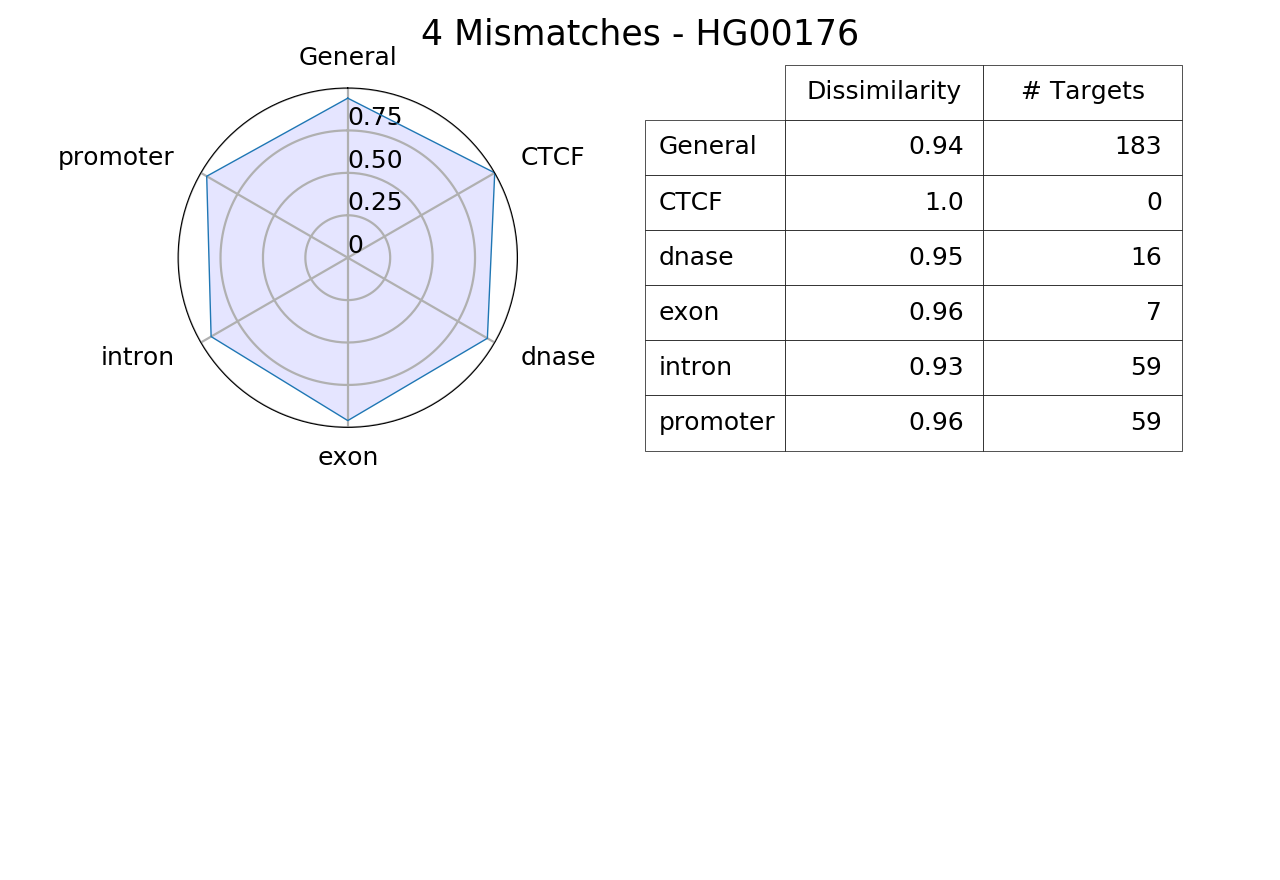 4 Mismatches - HG00176
General
0.75
promoter
CTCF
0.50
0.25
0
intron
dnase
exon
Dissimilarity # Targets
General 0.94 183
CTCF 1.0 0
dnase 0.95 16
exon 0.96 7
intron 0.93 59
promoter 0.96 59